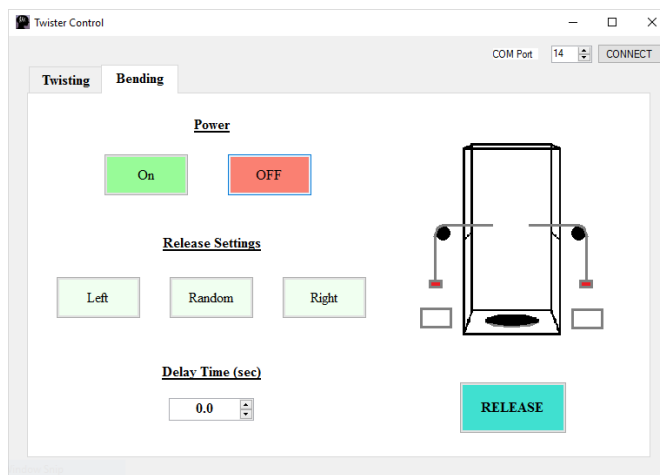 Twister Control
COM Port 14 CONNECT
Twisting Bending
Power
On OFF
Release Settings
Left Random Right
Delay Time (sec)
0.0
RELEASE